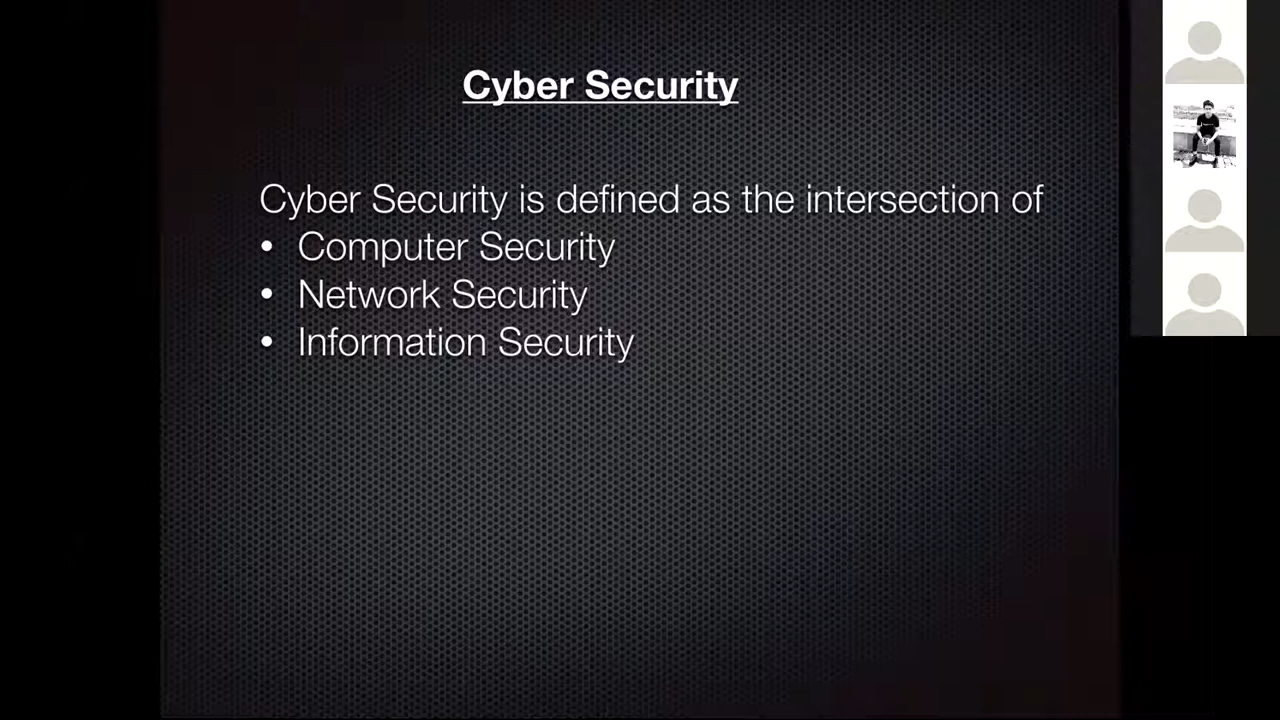 Cyber Security
Cyber Security is defined as the intersection of
• Computer Security
• Network Security
• Information Security